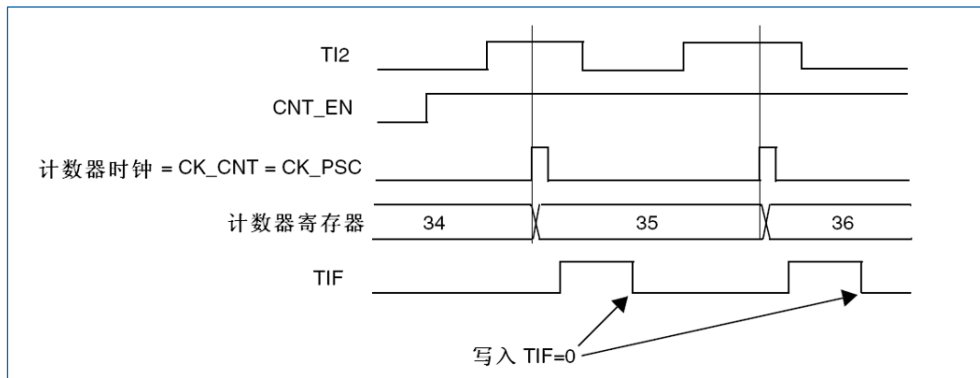 TI2
CNT_EN
计数器时钟 = CK_CNT = CK_PSC
计数器寄存器 34 35 36
TIF
写入 TIF=0